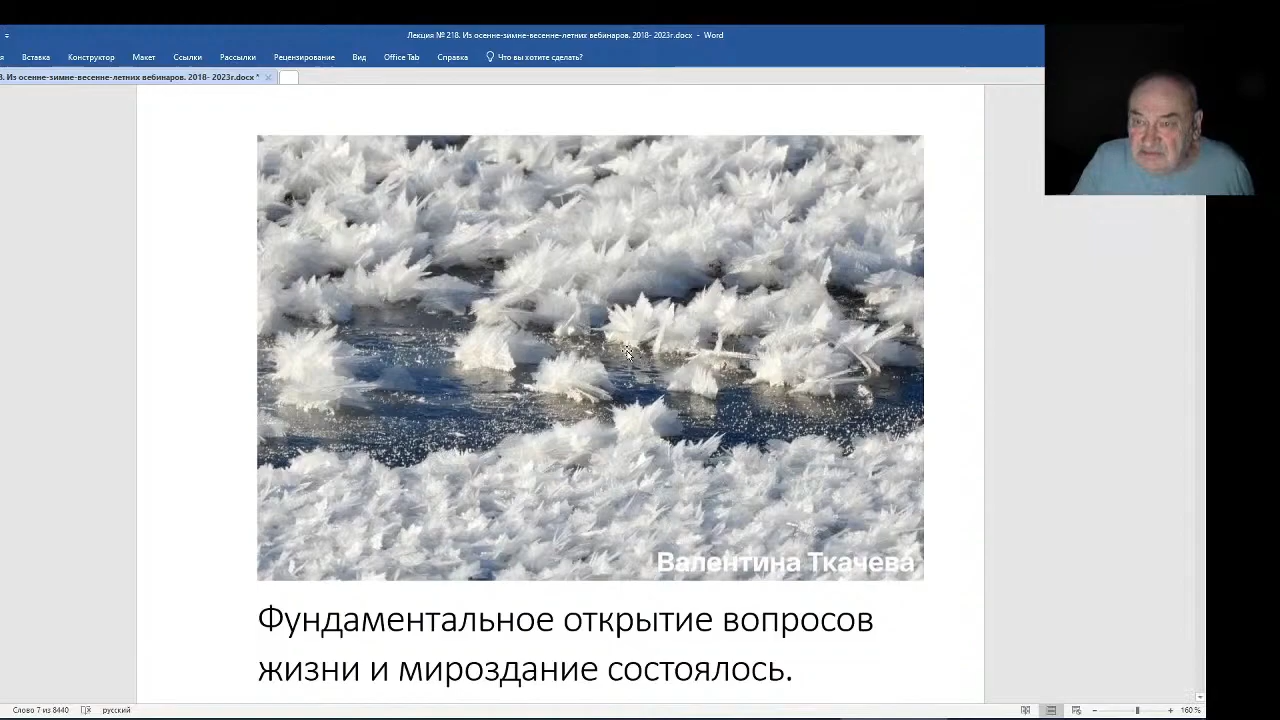 Лекция № 218. Из осенне-зимне-весенне-летних вебинаров. 2018- 2023г.docx - Word
Вставка Конструктор Макет Ссылки Рассылки Рецензирование Вид Office Tab Справка Что вы хотите сделать?
8. Из осенне-зимне-весенне-летних вебинаров. 2018- 2023г.docx *
Валентина Ткачева
Фундаментальное открытие вопросов
жизни и мироздание состоялось.
Слово 7 из 8440 русский 160 %